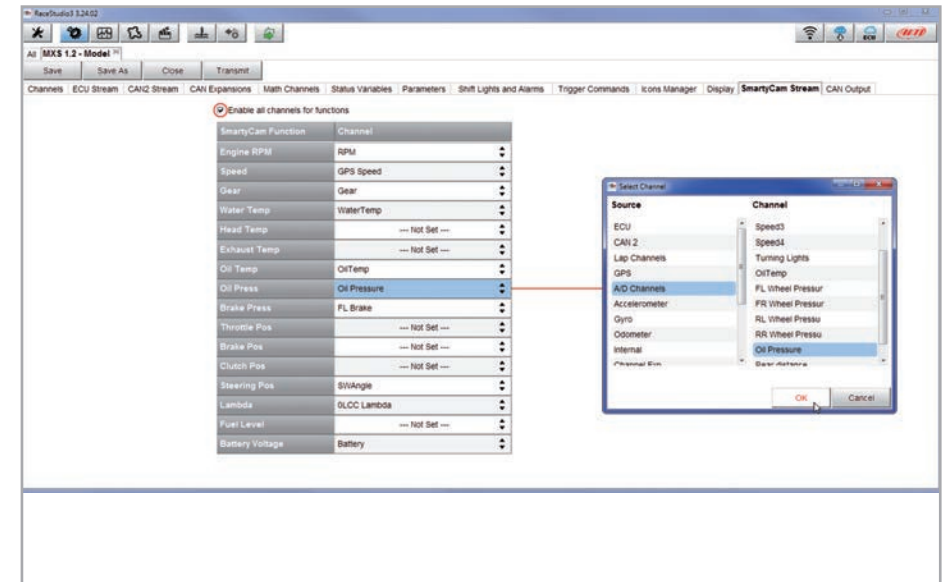 RaceStudio3 3.24.02
ECU
AIM
All MXS 1.2 - Model
Save Save As Close Transmit
Channels ECU Stream CAN2 Stream CAN Expansions Math Channels Status Variables Parameters Shift Lights and Alarms Trigger Commands Icons Manager Display SmartyCam Stream CAN Output
Enable all channels for functions
SmartyCam Function Channel
Engine RPM RPM
Speed GPS Speed
Gear Gear
Water Temp WaterTemp
Head Temp --- Not Set ---
Exhaust Temp --- Not Set ---
Oil Temp OilTemp
Oil Press Oil Pressure
Brake Press FL Brake
Throttle Pos --- Not Set ---
Brake Pos --- Not Set ---
Clutch Pos --- Not Set ---
Steering Pos SWAngle
Lambda 0LCC Lambda
Fuel Level --- Not Set ---
Battery Voltage Battery
Select Channel
Source Channel
ECU Speed3
CAN 2 Speed4
Lap Channels Turning Lights
GPS OilTemp
A/D Channels FL Wheel Pressur
Accelerometer FR Wheel Pressur
Gyro RL Wheel Pressu
Odometer RR Wheel Pressu
Internal Oil Pressure
Channel Exp Rear distance
OK Cancel